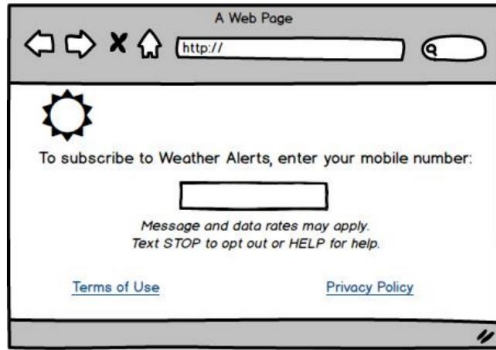 A Web Page
http://
To subscribe to Weather Alerts, enter your mobile number:
Message and data rates may apply.
Text STOP to opt out or HELP for help.
Terms of Use Privacy Policy